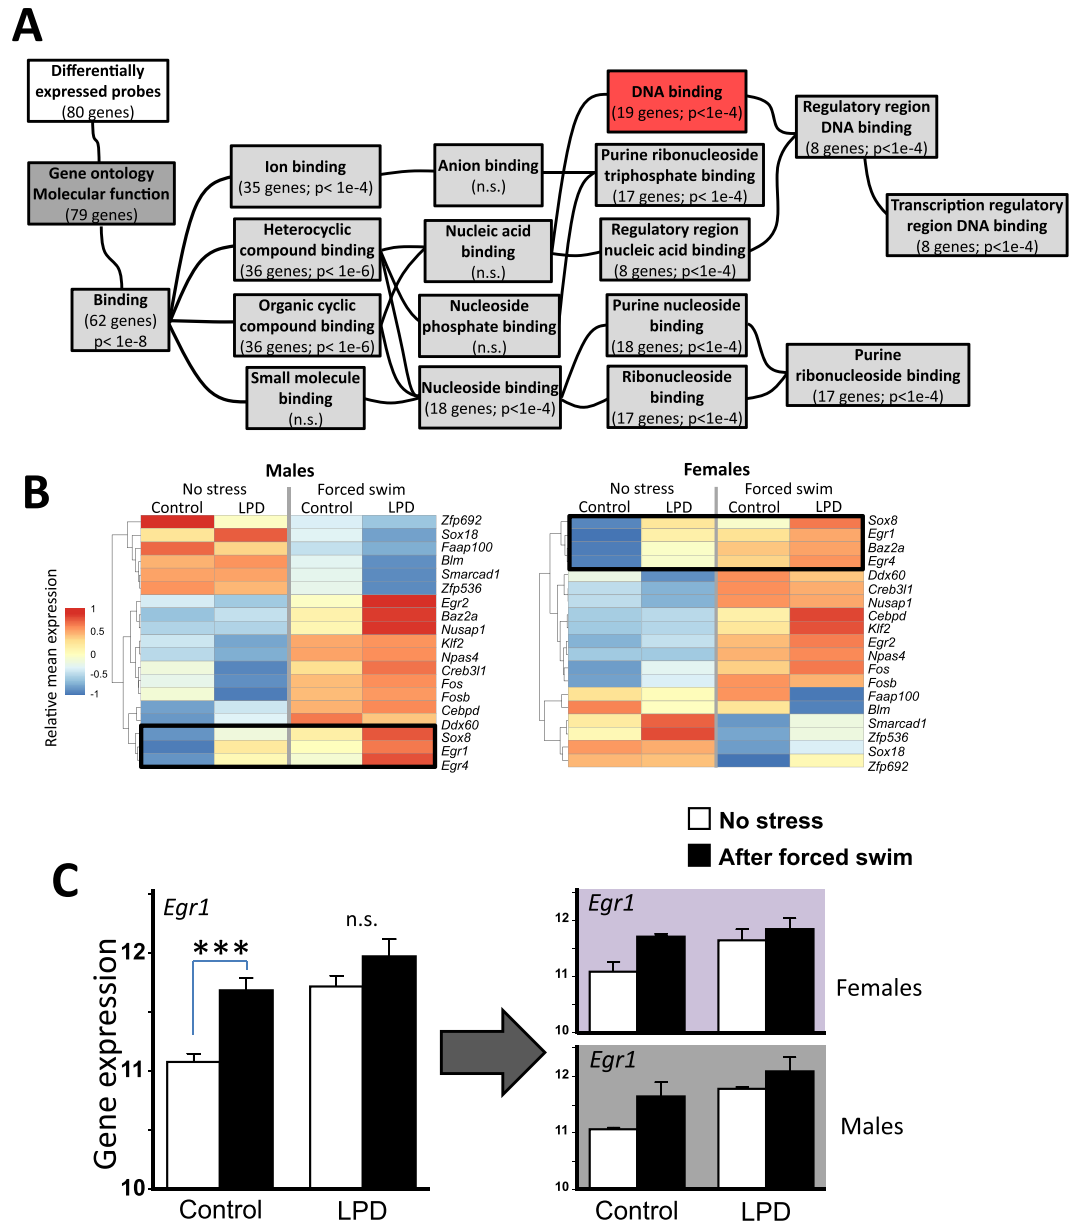 A
Differentially
expressed probes
(80 genes)
Gene ontology
Molecular function
(79 genes)
Binding
(62 genes)
p< 1e-8
Ion binding
(35 genes; p< 1e-4)
Heterocyclic
compound binding
(36 genes; p< 1e-6)
Organic cyclic
compound binding
(36 genes; p< 1e-6)
Small molecule
binding
(n.s.)
Anion binding
(n.s.)
Nucleic acid
binding
(n.s.)
Nucleoside
phosphate binding
(n.s.)
Nucleoside binding
(18 genes; p<1e-4)
DNA binding
(19 genes; p<1e-4)
Purine ribonucleoside
triphosphate binding
(17 genes; p<1e-4)
Regulatory region
nucleic acid binding
(8 genes; p<1e-4)
Purine nucleoside
binding
(18 genes; p<1e-4)
Ribonucleoside
binding
(17 genes; p<1e-4)
Regulatory region
DNA binding
(8 genes; p<1e-4)
Transcription regulatory
region DNA binding
(8 genes; p<1e-4)
Purine
ribonucleoside binding
(17 genes; p<1e-4)
B
Males
No stress Forced swim
Control LPD Control LPD
Zfp692
Sox18
Faap100
Blm
Smarcad1
Zfp536
Egr2
Baz2a
Nusap1
Klf2
Npas4
Creb3l1
Fos
Fosb
Cebpd
Ddx60
Sox8
Egr1
Egr4
Relative mean expression
1
0.5
0
-0.5
-1
Females
No stress Forced swim
Control LPD Control LPD
Sox8
Egr1
Baz2a
Egr4
Ddx60
Creb3l1
Nusap1
Cebpd
Klf2
Egr2
Npas4
Fos
Fosb
Faap100
Blm
Smarcad1
Zfp536
Sox18
Zfp692
No stress
After forced swim
C
Egr1
n.s.
***
Gene expression
12
11
10
Control LPD
Egr1
12
11
10
Females
Egr1
12
11
10
Males
Control LPD